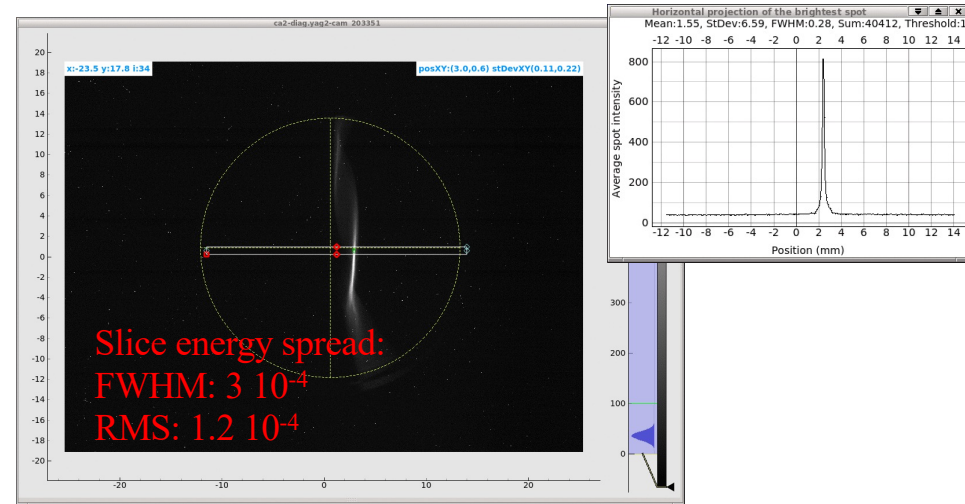 ca2-diag.yag2-cam 203351
x:-23.5 y:17.8 i:34
posXY:(3.0,0.6) stDevXY(0.11,0.22)
20
18
16
14
12
10
8
6
4
2
0
-2
-4
-6
-8
-10
-12
-14
-16
-18
-20
-20
-10
0
10
20
Slice energy spread:
FWHM: 3 10⁻⁴
RMS: 1.2 10⁻⁴
300
200
100
0
Horizontal projection of the brightest spot
Mean:1.55, StDev:6.59, FWHM:0.28, Sum:40412, Threshold:1
-12 -10 -8 -6 -4 -2 0 2 4 6 8 10 12 14
800
600
400
200
0
Average spot intensity
-12 -10 -8 -6 -4 -2 0 2 4 6 8 10 12 14
Position (mm)